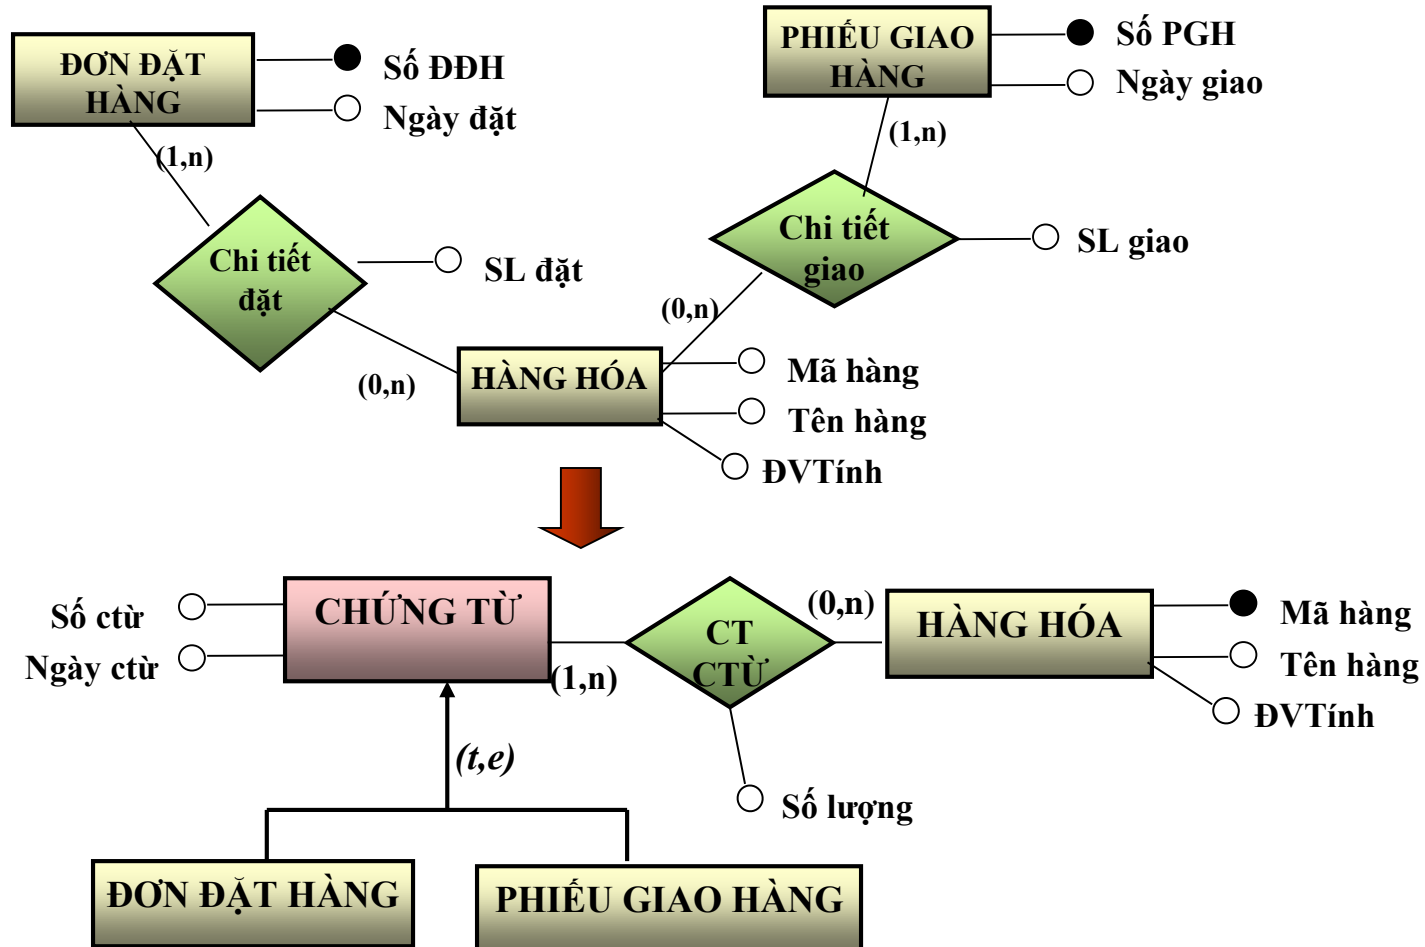 ĐƠN ĐẶT
HÀNG
Số ĐĐH
Ngày đặt
(1,n)
PHIẾU GIAO
HÀNG
Số PGH
Ngày giao
(1,n)
Chi tiết
đặt
SL đặt
(0,n)
Chi tiết
giao
SL giao
(0,n)
HÀNG HÓA
Mã hàng
Tên hàng
ĐVTính
Số ctừ
Ngày ctừ
CHỨNG TỪ
(1,n)
CT
CTỪ
(0,n)
HÀNG HÓA
Mã hàng
Tên hàng
ĐVTính
(t,e)
Số lượng
ĐƠN ĐẶT HÀNG
PHIẾU GIAO HÀNG